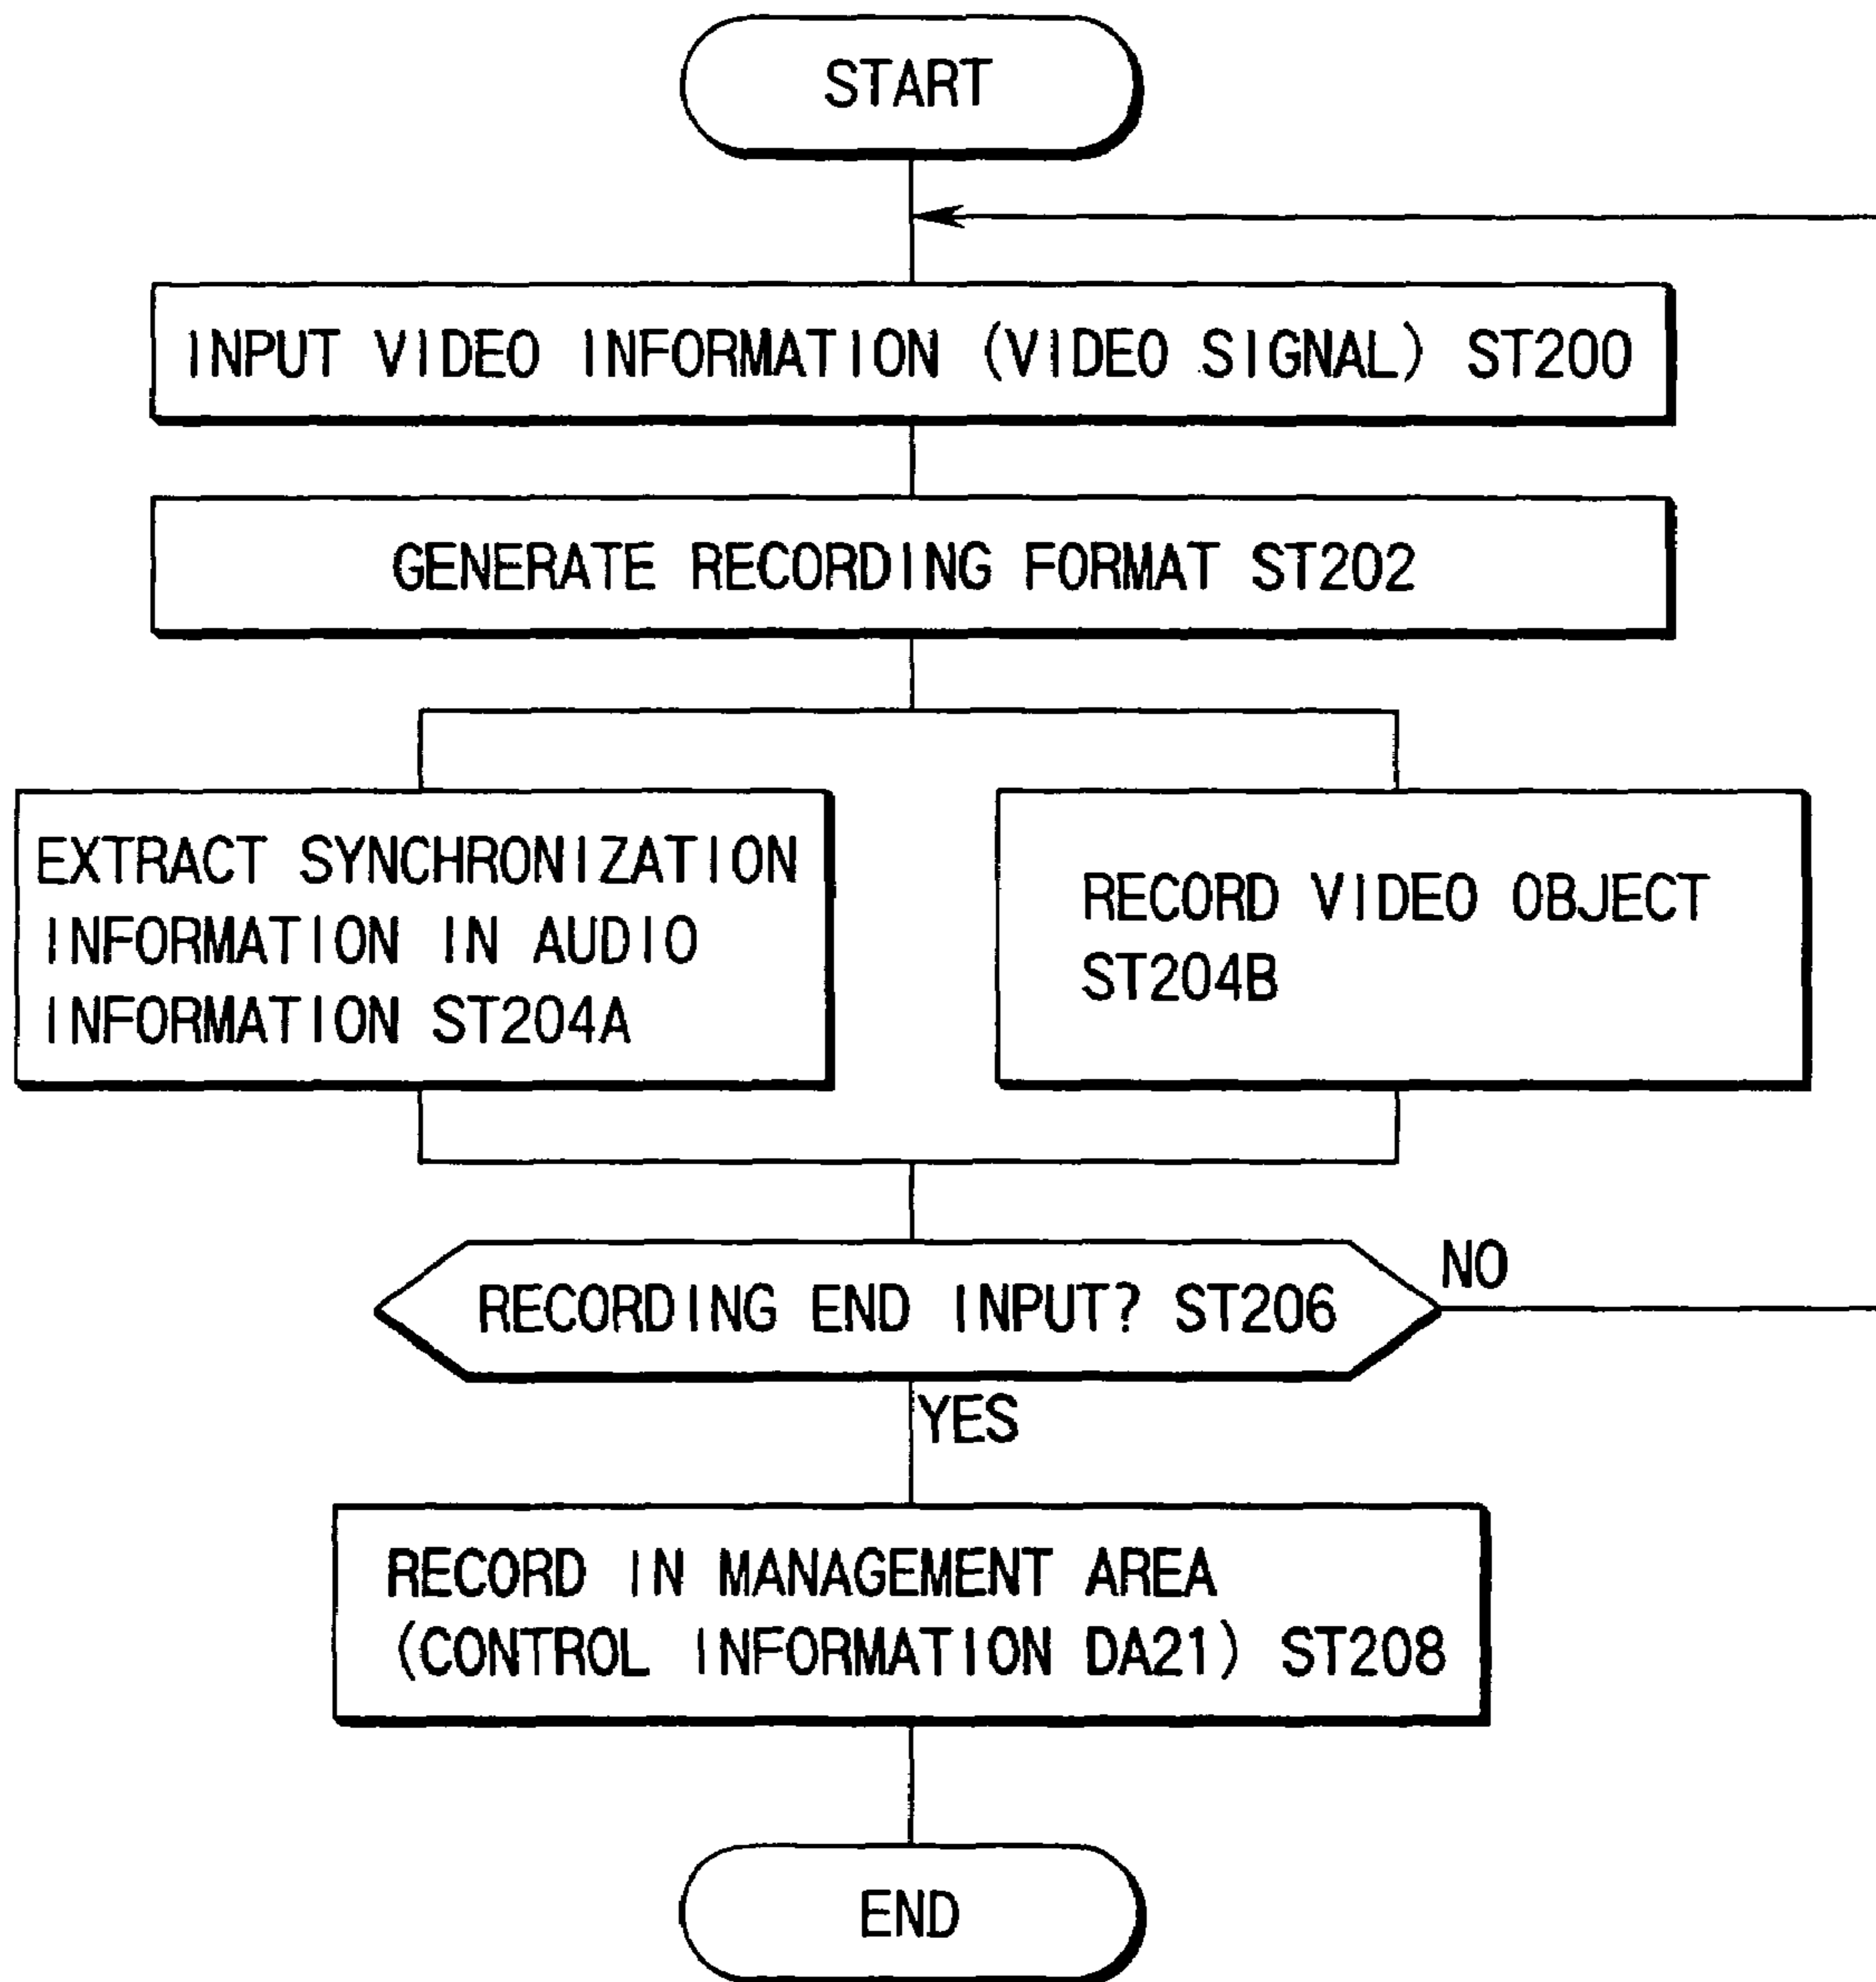 START
INPUT VIDEO INFORMATION (VIDEO SIGNAL) ST200
GENERATE RECORDING FORMAT ST202
EXTRACT SYNCHRONIZATION
INFORMATION IN AUDIO
INFORMATION ST204A
RECORD VIDEO OBJECT
ST204B
RECORDING END INPUT? ST206
NO
YES
RECORD IN MANAGEMENT AREA
(CONTROL INFORMATION DA21) ST208
END